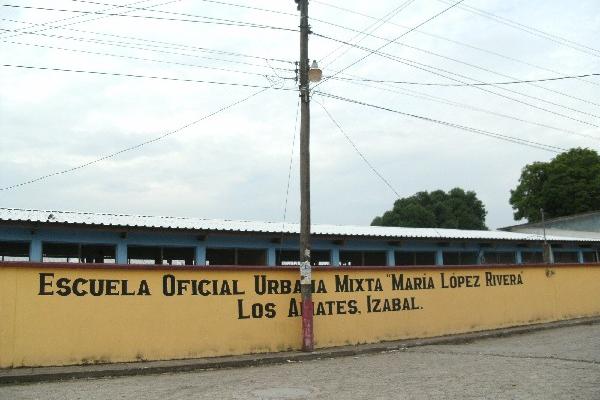 Escuela Oficial Urbana Mixta "María López Rivera"
Los Amates, Izabal.